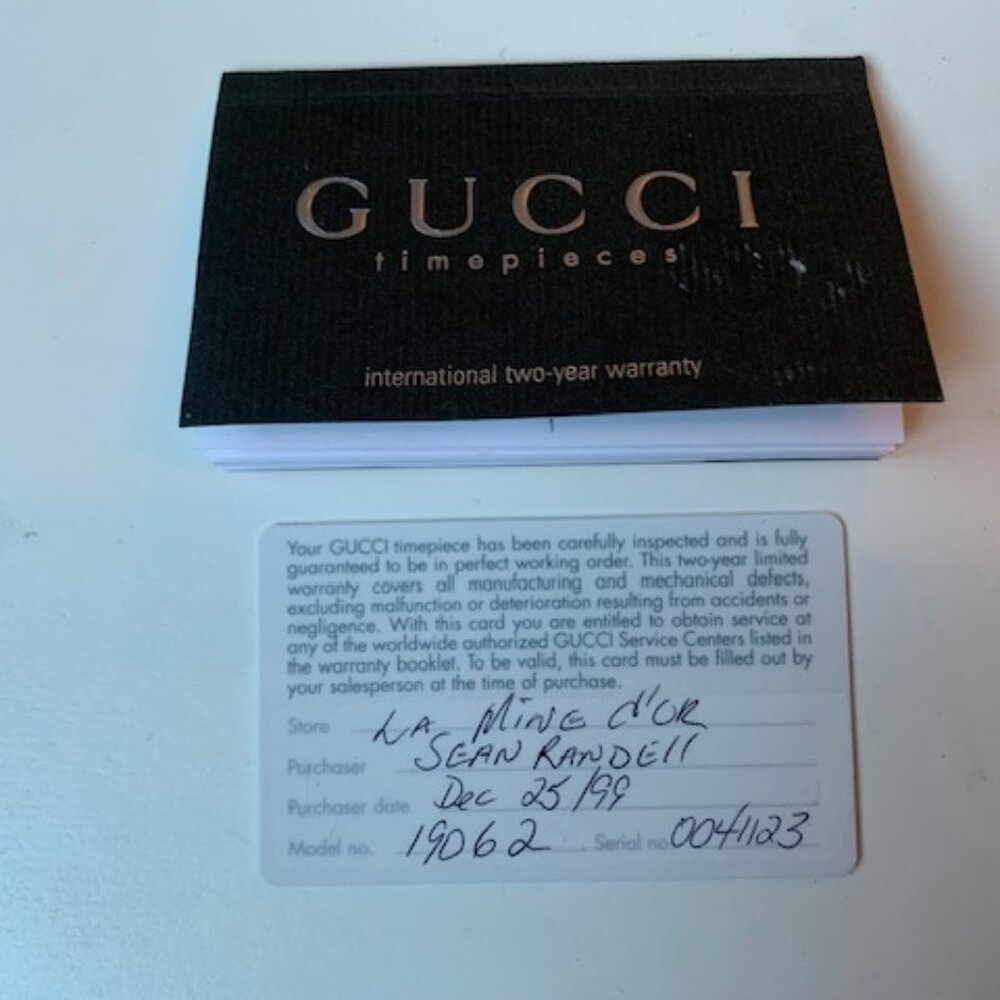 GUCCI
timepieces
international two-year warranty
Your GUCCI timepiece has been carefully inspected and is fully
guaranteed to be in perfect working order. This two-year limited
warranty covers all manufacturing and mechanical defects,
excluding malfunction or deterioration resulting from accidents or
negligence. With this card you are entitled to obtain service at
any of the worldwide authorized GUCCI Service Centers listed in
the warranty booklet. To be valid, this card must be filled out by
your salesperson at the time of purchase.
Store LA MINE d'OR
Purchaser SEAN RANDEll
Purchaser date Dec 25/99
Model no. 19062 Serial no 0041123